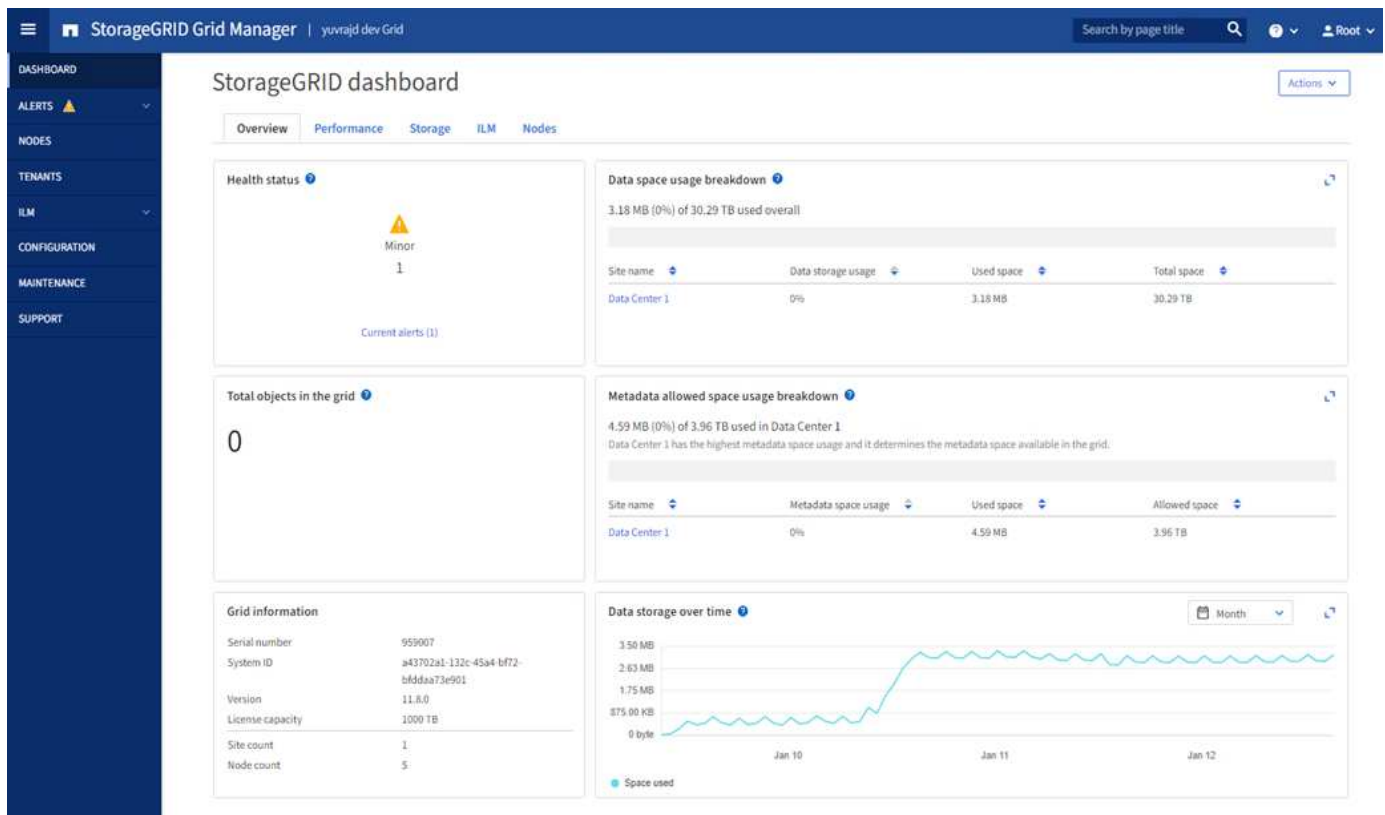 StorageGRID Grid Manager | yuvrajd dev Grid
Search by page title
Root
DASHBOARD
ALERTS
NODES
TENANTS
ILM
CONFIGURATION
MAINTENANCE
SUPPORT
StorageGRID dashboard
Actions
Overview Performance Storage ILM Nodes
Health status
Minor
1
Current alerts (1)
Data space usage breakdown
3.18 MB (0%) of 30.29 TB used overall
Site name Data storage usage Used space Total space
Data Center 1 0% 3.18 MB 30.29 TB
Total objects in the grid
0
Metadata allowed space usage breakdown
4.59 MB (0%) of 3.96 TB used in Data Center 1
Data Center 1 has the highest metadata space usage and it determines the metadata space available in the grid.
Site name Metadata space usage Used space Allowed space
Data Center 1 0% 4.59 MB 3.96 TB
Grid information
Serial number 959007
System ID a43702a1-132c-45a4-bf72-
bfddaa73e901
Version 11.8.0
License capacity 1000 TB
Site count 1
Node count 5
Data storage over time
Month
3.50 MB
2.63 MB
1.75 MB
875.00 KB
0 byte
Jan 10 Jan 11 Jan 12
Space used